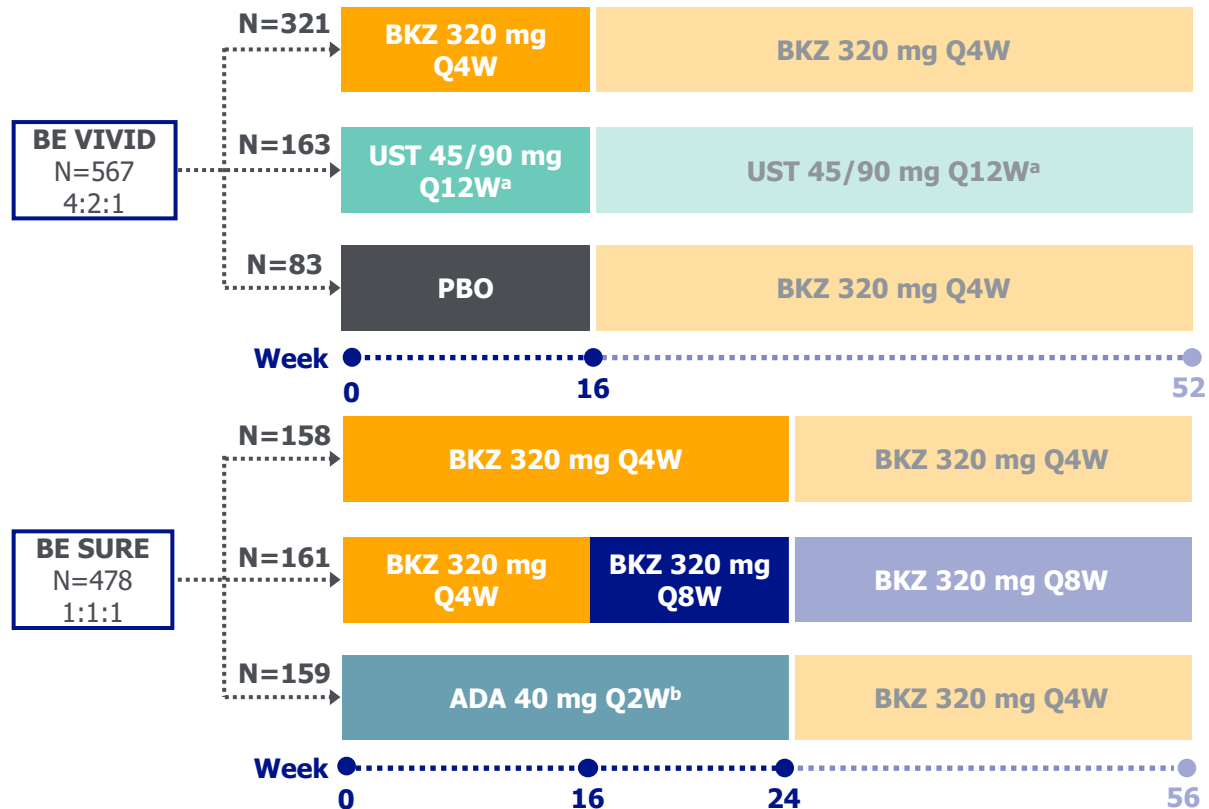 N=321
BKZ 320 mg
Q4W
BKZ 320 mg Q4W
BE VIVID
N=567
4:2:1
N=163
UST 45/90 mg
Q12Wᵃ
UST 45/90 mg Q12Wᵃ
N=83
PBO
BKZ 320 mg Q4W
Week
0
16
52
N=158
BKZ 320 mg Q4W
BKZ 320 mg Q4W
BE SURE
N=478
1:1:1
N=161
BKZ 320 mg
Q4W
BKZ 320 mg
Q8W
BKZ 320 mg Q8W
N=159
ADA 40 mg Q2Wᵇ
BKZ 320 mg Q4W
Week
0
16
24
56